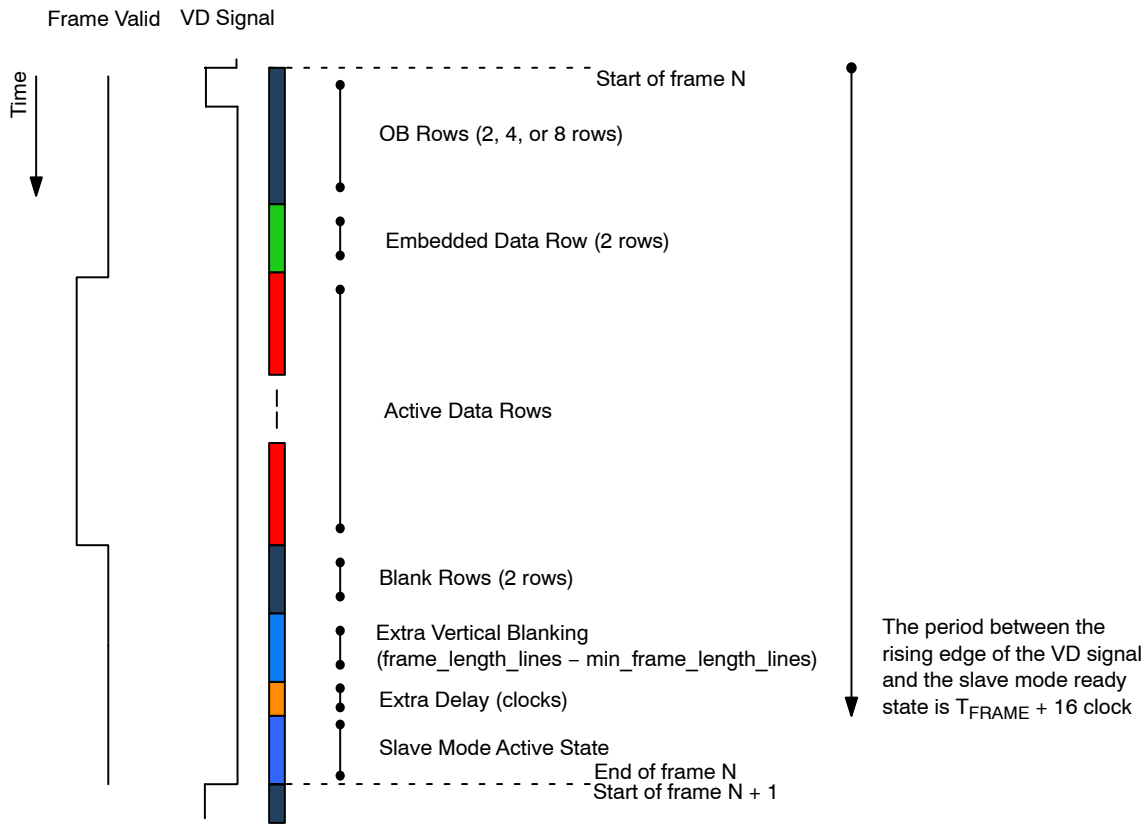 Frame Valid
VD Signal
Time
Start of frame N
OB Rows (2, 4, or 8 rows)
Embedded Data Row (2 rows)
Active Data Rows
Blank Rows (2 rows)
Extra Vertical Blanking
(frame_length_lines − min_frame_length_lines)
Extra Delay (clocks)
Slave Mode Active State
End of frame N
Start of frame N + 1
The period between the
rising edge of the VD signal
and the slave mode ready
state is TFRAME + 16 clock